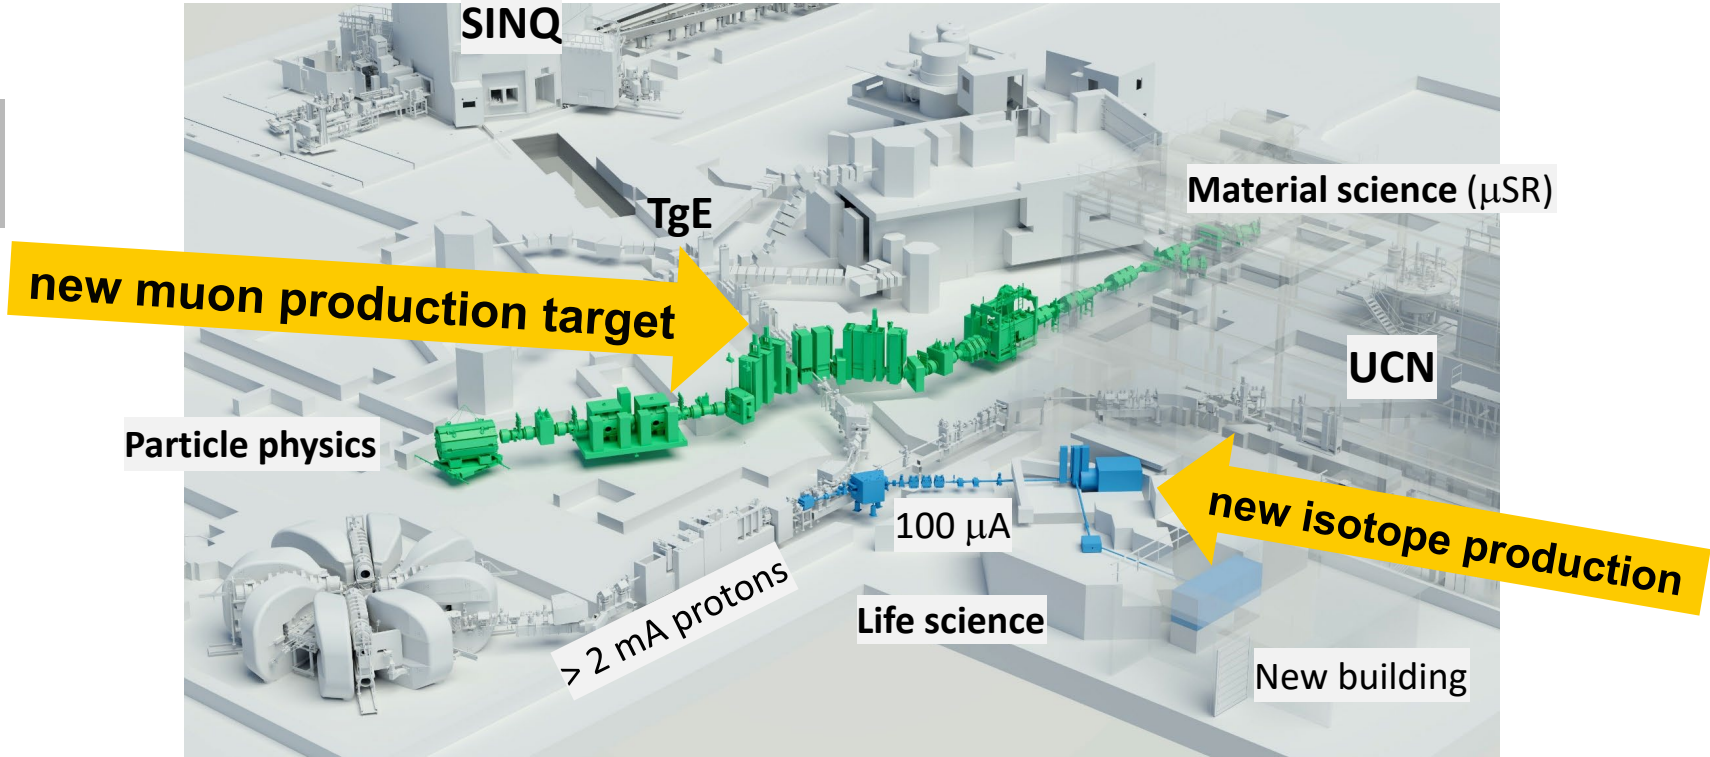 SINQ
Material science (μSR)
TgE
new muon production target
UCN
Particle physics
new isotope production
100 μA
> 2 mA protons
Life science
New building